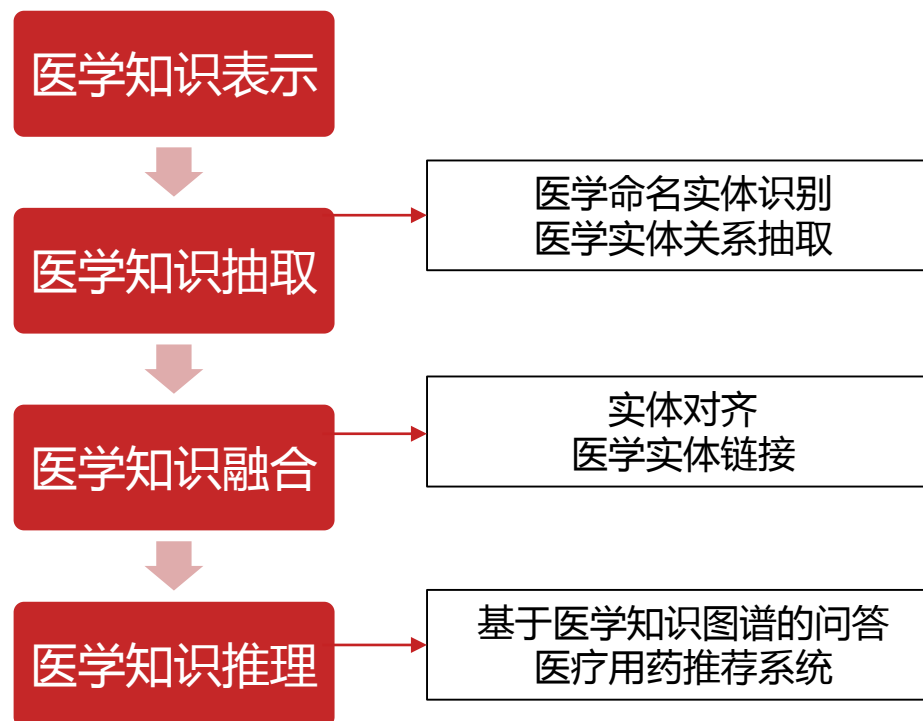 医学知识表示
医学命名实体识别
医学实体关系抽取
医学知识抽取
实体对齐
医学实体链接
医学知识融合
基于医学知识图谱的问答
医疗用药推荐系统
医学知识推理